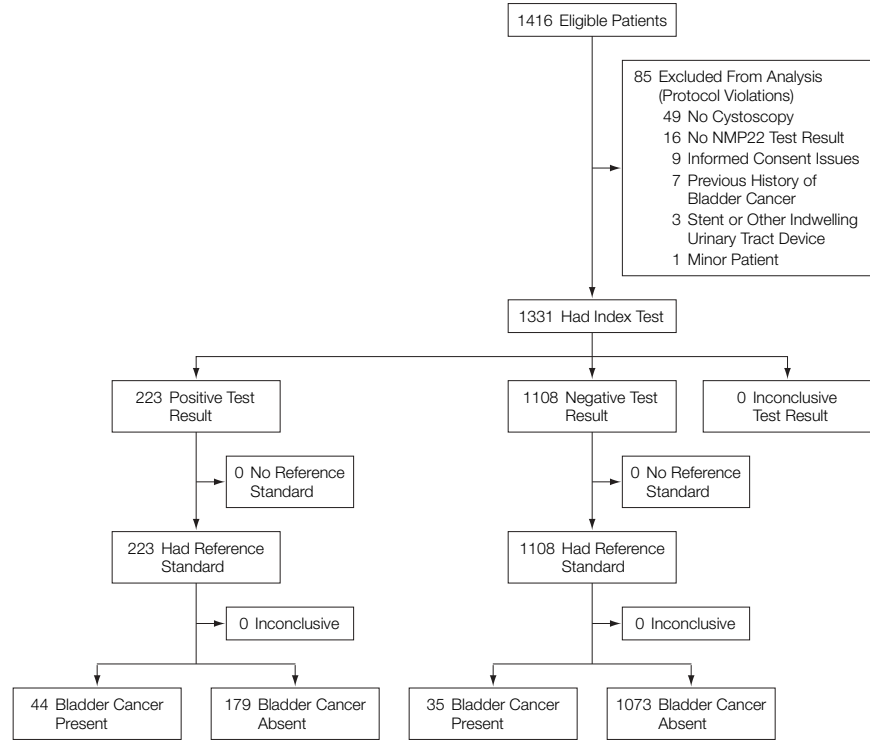 1416 Eligible Patients
85 Excluded From Analysis
(Protocol Violations)
49 No Cystoscopy
16 No NMP22 Test Result
9 Informed Consent Issues
7 Previous History of
Bladder Cancer
3 Stent or Other Indwelling
Urinary Tract Device
1 Minor Patient
1331 Had Index Test
223 Positive Test
Result
1108 Negative Test
Result
0 Inconclusive
Test Result
0 No Reference
Standard
0 No Reference
Standard
223 Had Reference
Standard
1108 Had Reference
Standard
0 Inconclusive
0 Inconclusive
44 Bladder Cancer
Present
179 Bladder Cancer
Absent
35 Bladder Cancer
Present
1073 Bladder Cancer
Absent